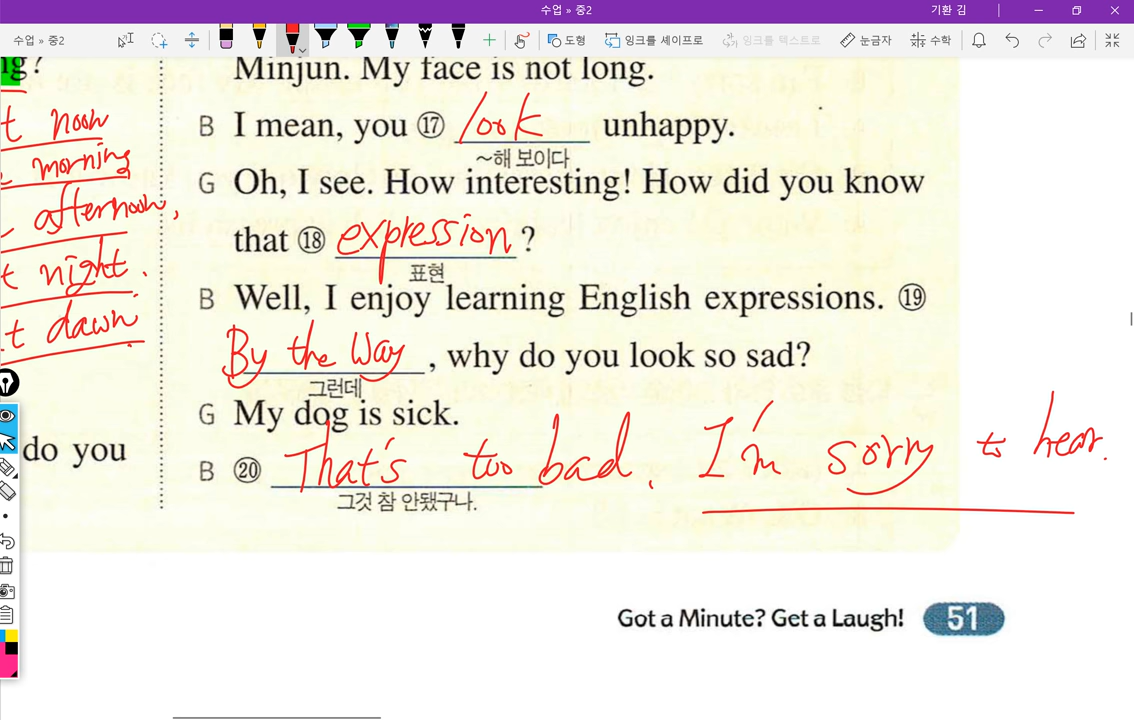 수업 » 중2
기환 김
수업 » 중2
도형
잉크를 셰이프로
잉크를 텍스트로
눈금자
수학
ng?
t noon
morning
afternoon,
t night.
t dawn.
do you
Minjun. My face is not long.
B I mean, you ⑰ look unhappy.
~해 보이다
G Oh, I see. How interesting! How did you know
that ⑱ expression ?
표현
B Well, I enjoy learning English expressions. ⑲
By the way , why do you look so sad?
그런데
G My dog is sick.
B ⑳ That's too bad. I'm sorry to hear.
그것 참 안됐구나.
Got a Minute? Get a Laugh! 51